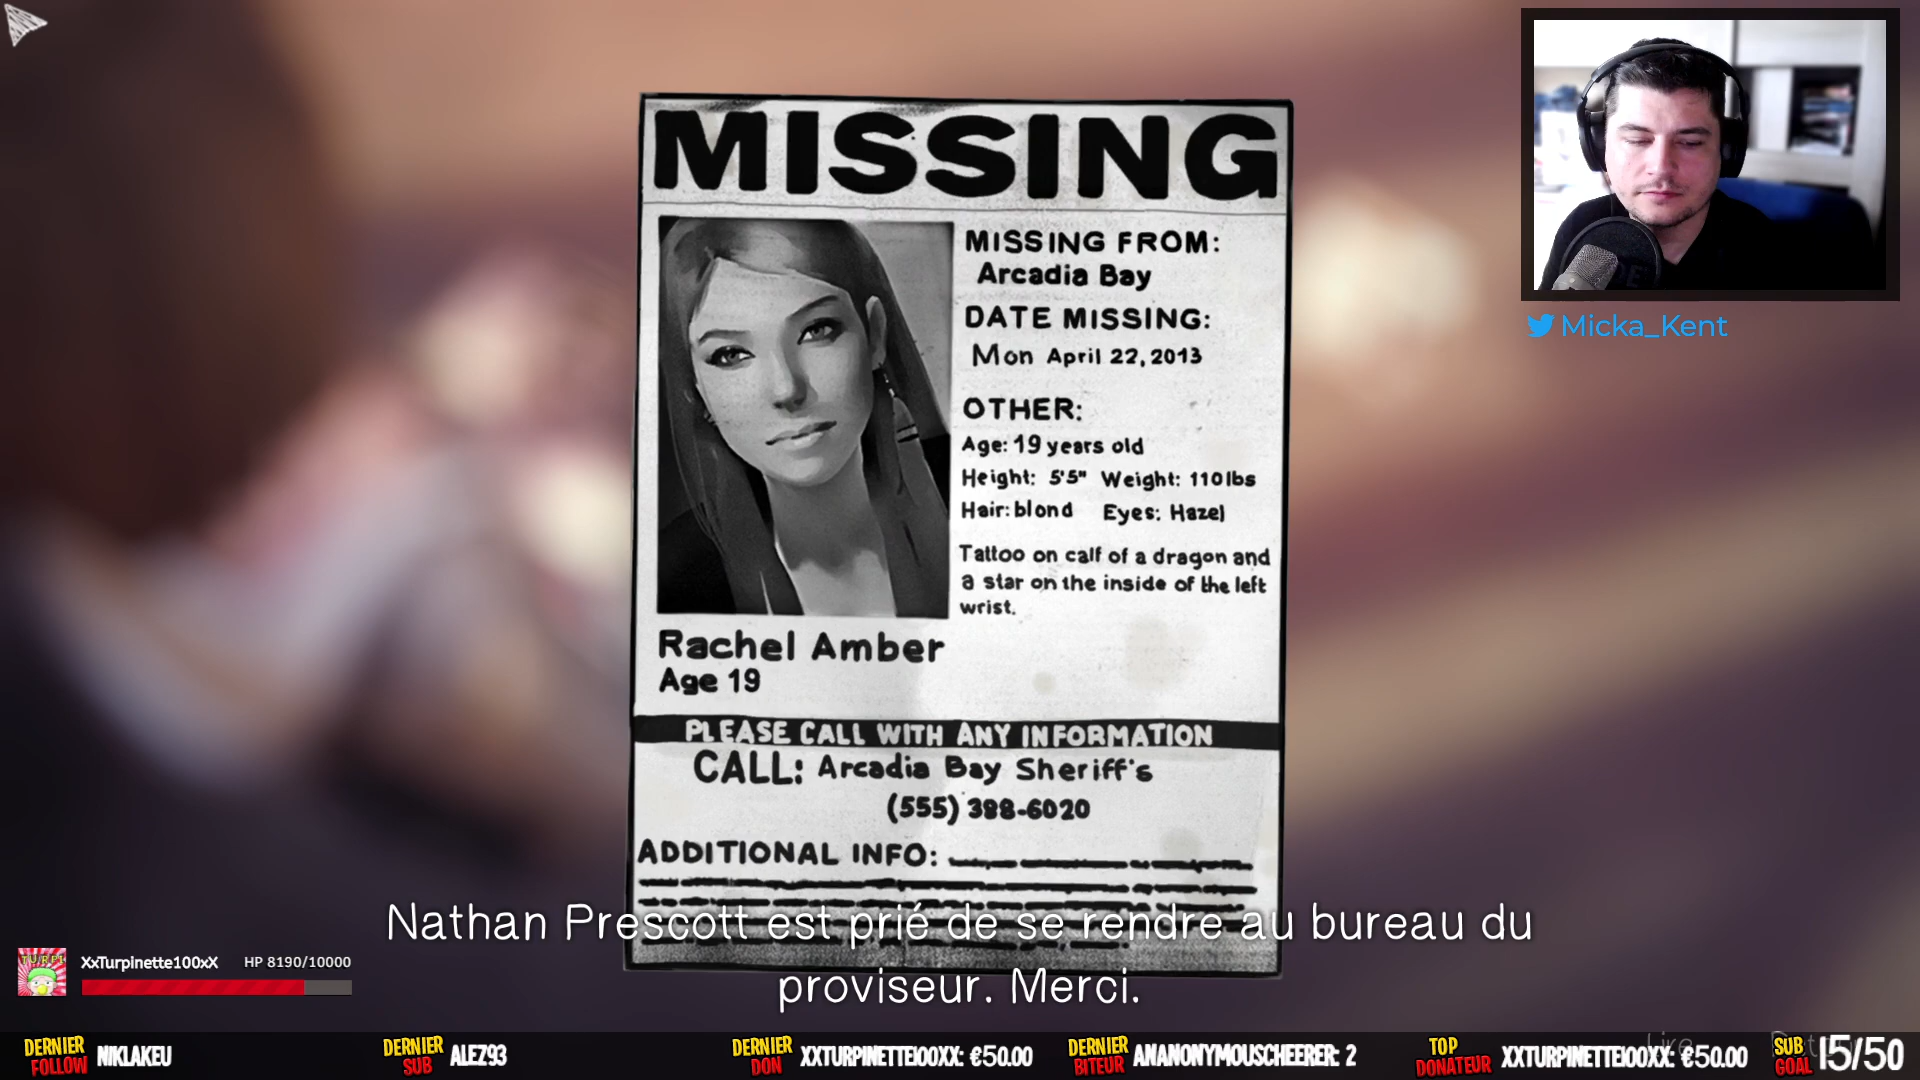 MISSING
MISSING FROM:
Arcadia Bay
DATE MISSING:
Mon April 22, 2013
OTHER:
Age: 19 years old
Height: 5'5" Weight: 110lbs
Hair: blond Eyes: Hazel
Tattoo on calf of a dragon and
a star on the inside of the left
wrist.
Rachel Amber
Age 19
PLEASE CALL WITH ANY INFORMATION
CALL: Arcadia Bay Sheriff's
(555) 388-6020
ADDITIONAL INFO:
Nathan Prescott est prié de se rendre au bureau du
proviseur. Merci.
Micka_Kent
TURPI
XxTurpinette100xX HP 8190/10000
DERNIER FOLLOW NIKLAKEU
DERNIER SUB ALEZ93
DERNIER DON XXTURPINETTE100XX: €50.00
DERNIER BITEUR ANANONYMOUSCHEERER: 2
TOP DONATEUR XXTURPINETTE100XX: €50.00
SUB GOAL 15/50
Lire